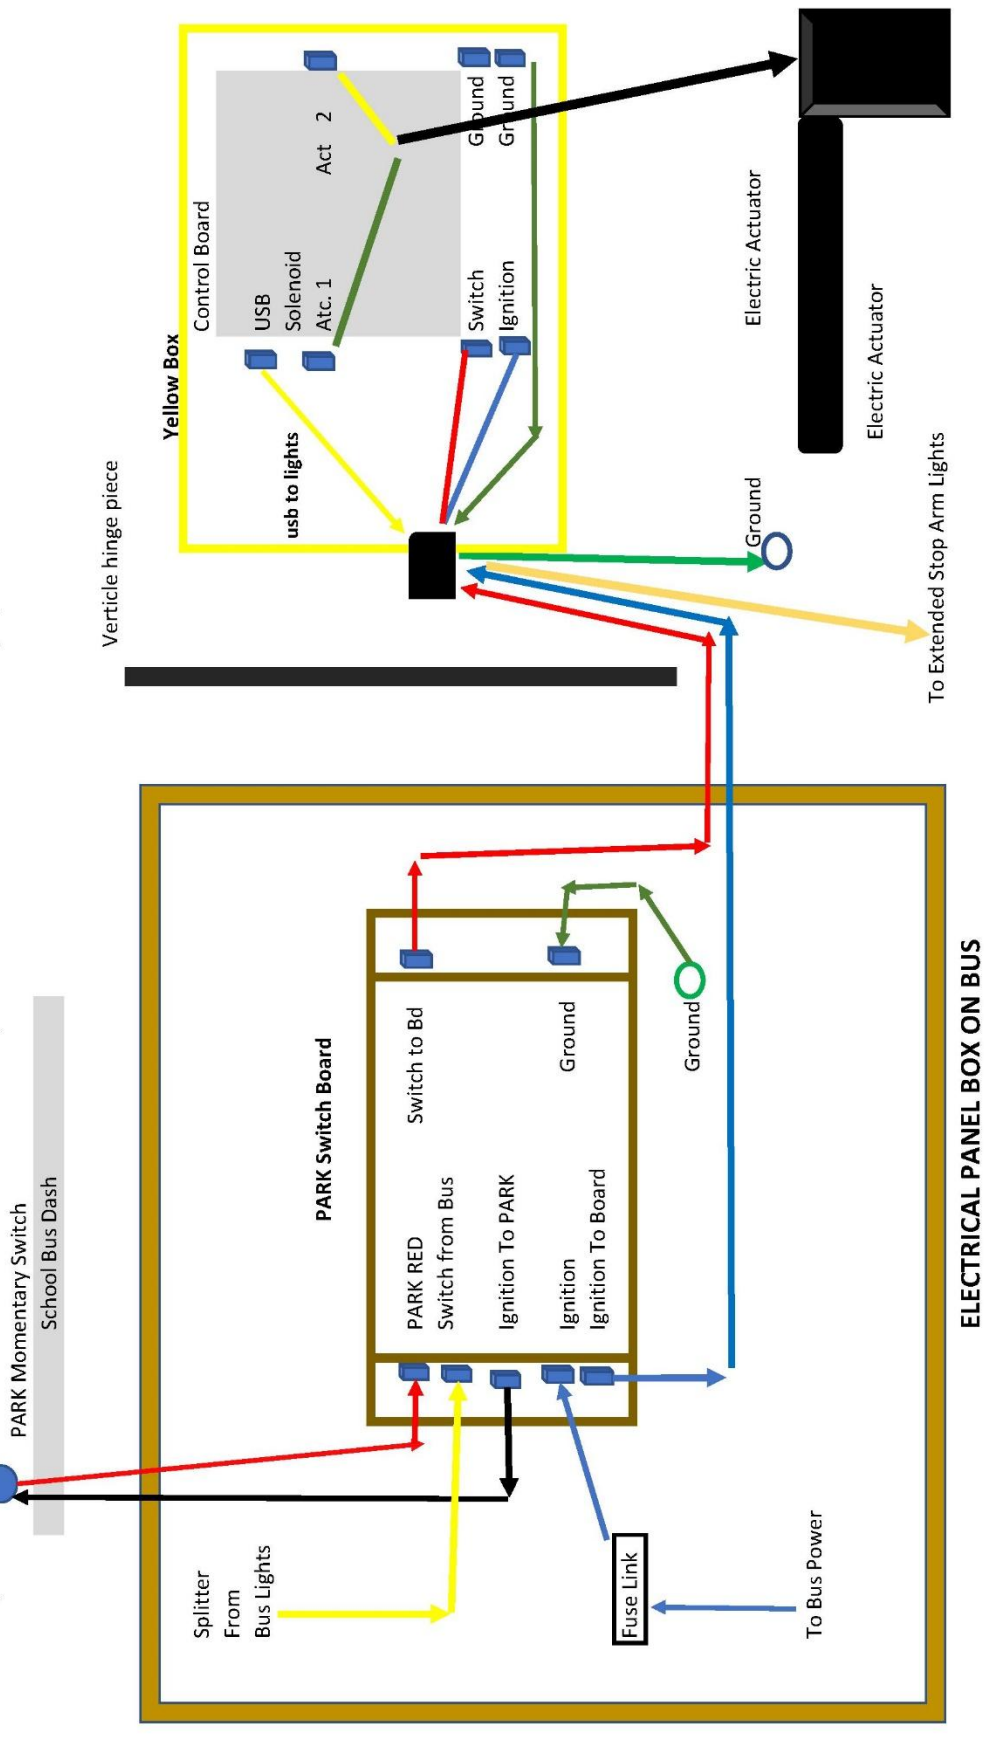 PARK Momentary Switch
School Bus Dash
Splitter
From
Bus Lights
PARK Switch Board
PARK RED
Switch from Bus
Ignition To PARK
Ignition
Ignition To Board
Switch to Bd
Ground
Ground
Fuse Link
To Bus Power
ELECTRICAL PANEL BOX ON BUS
Verticle hinge piece
Yellow Box
Control Board
USB
Solenoid
Atc. 1
Act 2
usb to lights
Switch
Ignition
Ground
Ground
Ground
To Extended Stop Arm Lights
Electric Actuator
Electric Actuator